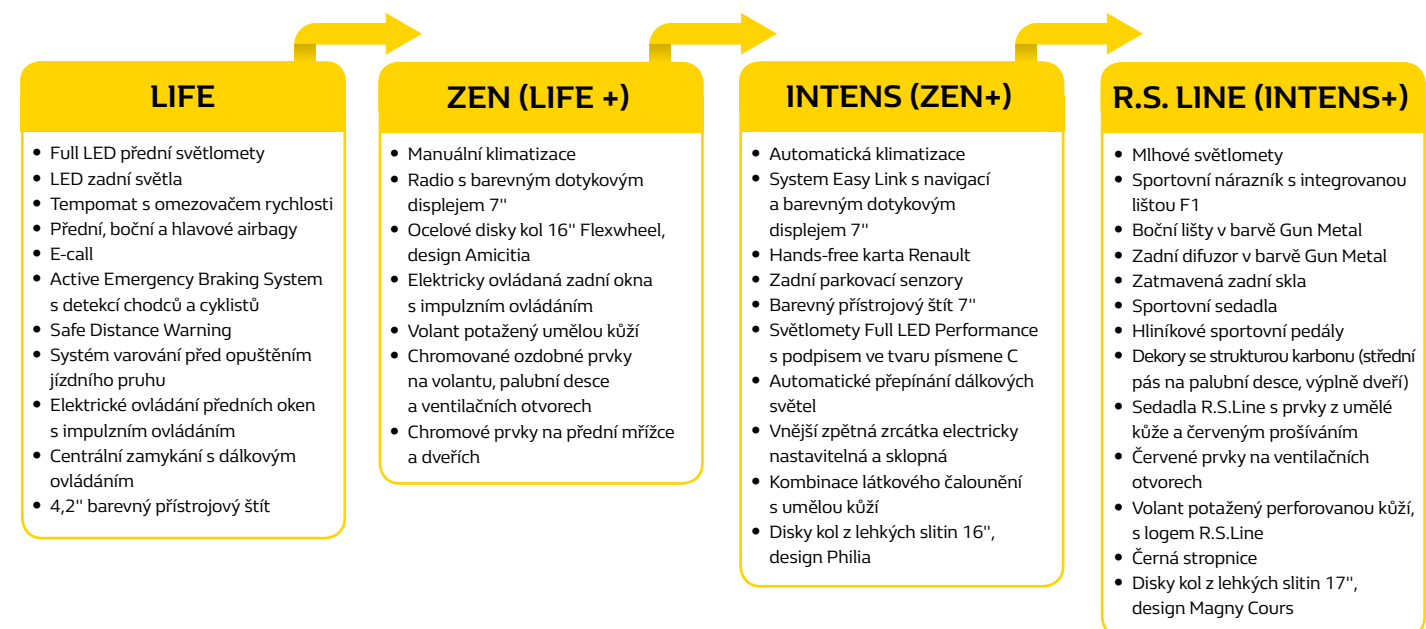 LIFE
• Full LED přední světlomety
• LED zadní světla
• Tempomat s omezovačem rychlosti
• Přední, boční a hlavové airbagy
• E-call
• Active Emergency Braking System
s detekcí chodců a cyklistů
• Safe Distance Warning
• Systém varování před opuštěním
jízdního pruhu
• Elektrické ovládání předních oken
s impulzním ovládáním
• Centrální zamykání s dálkovým
ovládáním
• 4,2" barevný přístrojový štít
ZEN (LIFE +)
• Manuální klimatizace
• Radio s barevným dotykovým
displejem 7"
• Ocelové disky kol 16" Flexwheel,
design Amicitia
• Elektricky ovládaná zadní okna
s impulzním ovládáním
• Volant potažený umělou kůží
• Chromované ozdobné prvky
na volantu, palubní desce
a ventilačních otvorech
• Chromové prvky na přední mřížce
a dveřích
INTENS (ZEN+)
• Automatická klimatizace
• System Easy Link s navigací
a barevným dotykovým
displejem 7"
• Hands-free karta Renault
• Zadní parkovací senzory
• Barevný přístrojový štít 7"
• Světlomety Full LED Performance
s podpisem ve tvaru písmene C
• Automatické přepínání dálkových
světel
• Vnější zpětná zrcátka electricky
nastavitelná a sklopná
• Kombinace látkového čalounění
s umělou kůží
• Disky kol z lehkých slitin 16",
design Philia
R.S. LINE (INTENS+)
• Mlhové světlomety
• Sportovní nárazník s integrovanou
lištou F1
• Boční lišty v barvě Gun Metal
• Zadní difuzor v barvě Gun Metal
• Zatmavená zadní skla
• Sportovní sedadla
• Hliníkové sportovní pedály
• Dekory se strukturou karbonu (střední
pás na palubní desce, výplně dveří)
• Sedadla R.S.Line s prvky z umělé
kůže a červeným prošíváním
• Červené prvky na ventilačních
otvorech
• Volant potažený perforovanou kůží,
s logem R.S.Line
• Černá stropnice
• Disky kol z lehkých slitin 17",
design Magny Cours